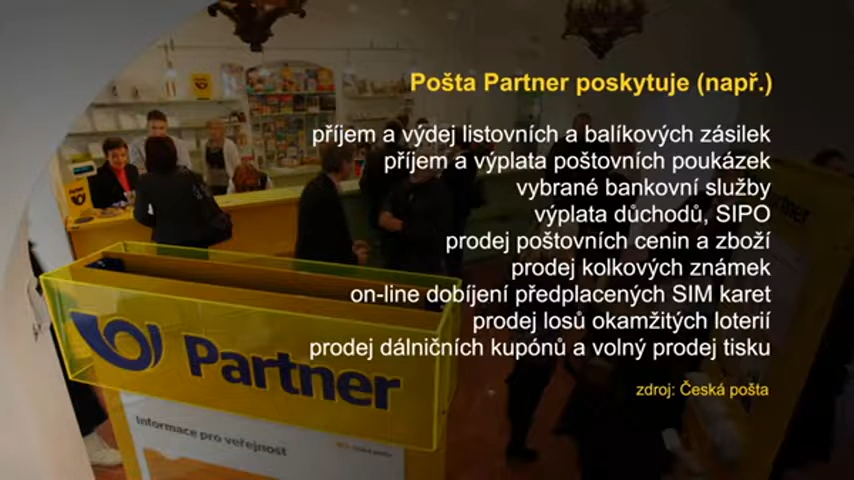 Pošta Partner poskytuje (např.)
příjem a výdej listovních a balíkových zásilek
příjem a výplata poštovních poukázek
vybrané bankovní služby
výplata důchodů, SIPO
prodej poštovních cenin a zboží
prodej kolkových známek
on-line dobíjení předplacených SIM karet
prodej losů okamžitých loterií
prodej dálničních kupónů a volný prodej tisku
zdroj: Česká pošta
Partner
Informace pro veřejnost